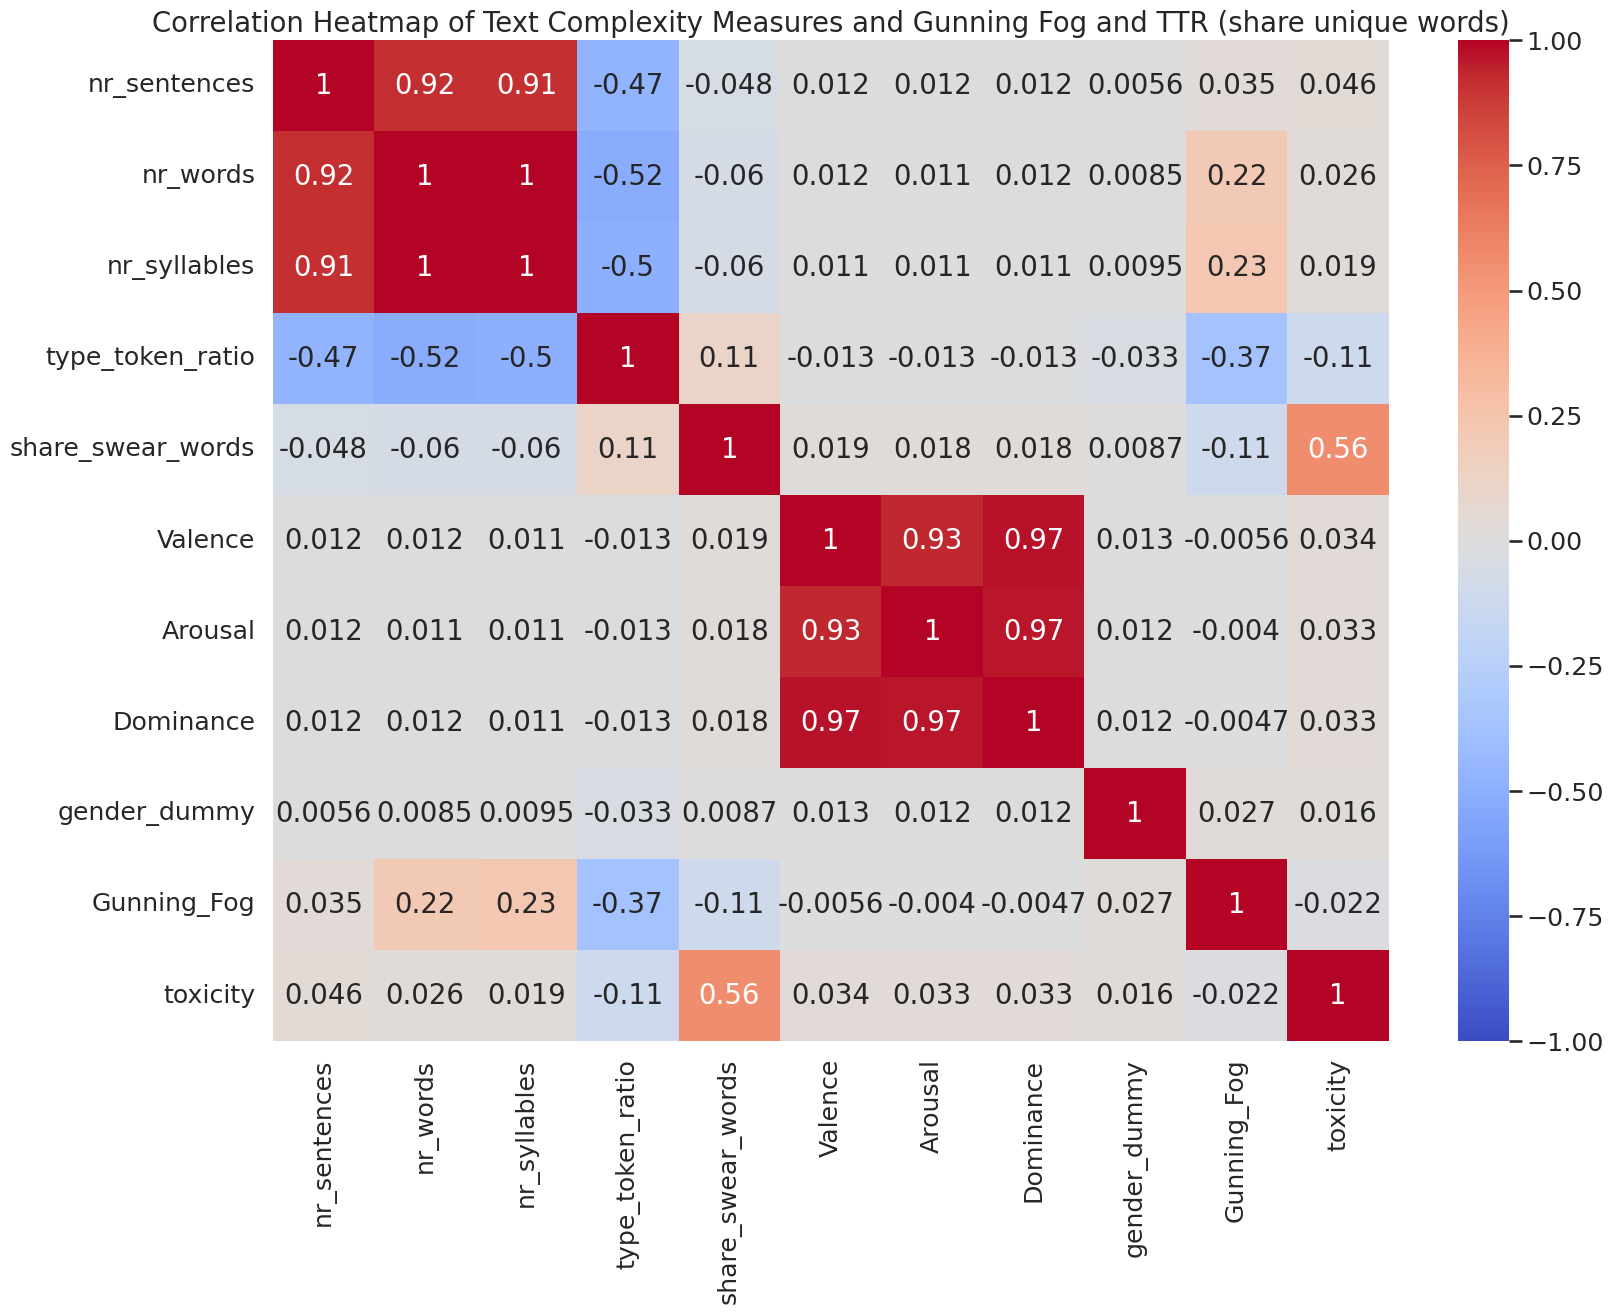 Correlation Heatmap of Text Complexity Measures and Gunning Fog and TTR (share unique words)
nr_sentences 1 0.92 0.91 -0.47 -0.048 0.012 0.012 0.012 0.0056 0.035 0.046
nr_words 0.92 1 1 -0.52 -0.06 0.012 0.011 0.012 0.0085 0.22 0.026
nr_syllables 0.91 1 1 -0.5 -0.06 0.011 0.011 0.011 0.0095 0.23 0.019
type_token_ratio -0.47 -0.52 -0.5 1 0.11 -0.013 -0.013 -0.013 -0.033 -0.37 -0.11
share_swear_words -0.048 -0.06 -0.06 0.11 1 0.019 0.018 0.018 0.0087 -0.11 0.56
Valence 0.012 0.012 0.011 -0.013 0.019 1 0.93 0.97 0.013 -0.0056 0.034
Arousal 0.012 0.011 0.011 -0.013 0.018 0.93 1 0.97 0.012 -0.004 0.033
Dominance 0.012 0.012 0.011 -0.013 0.018 0.97 0.97 1 0.012 -0.0047 0.033
gender_dummy 0.0056 0.0085 0.0095 -0.033 0.0087 0.013 0.012 0.012 1 0.027 0.016
Gunning_Fog 0.035 0.22 0.23 -0.37 -0.11 -0.0056 -0.004 -0.0047 0.027 1 -0.022
toxicity 0.046 0.026 0.019 -0.11 0.56 0.034 0.033 0.033 0.016 -0.022 1
nr_sentences
nr_words
nr_syllables
type_token_ratio
share_swear_words
Valence
Arousal
Dominance
gender_dummy
Gunning_Fog
toxicity
1.00
0.75
0.50
0.25
0.00
−0.25
−0.50
−0.75
−1.00